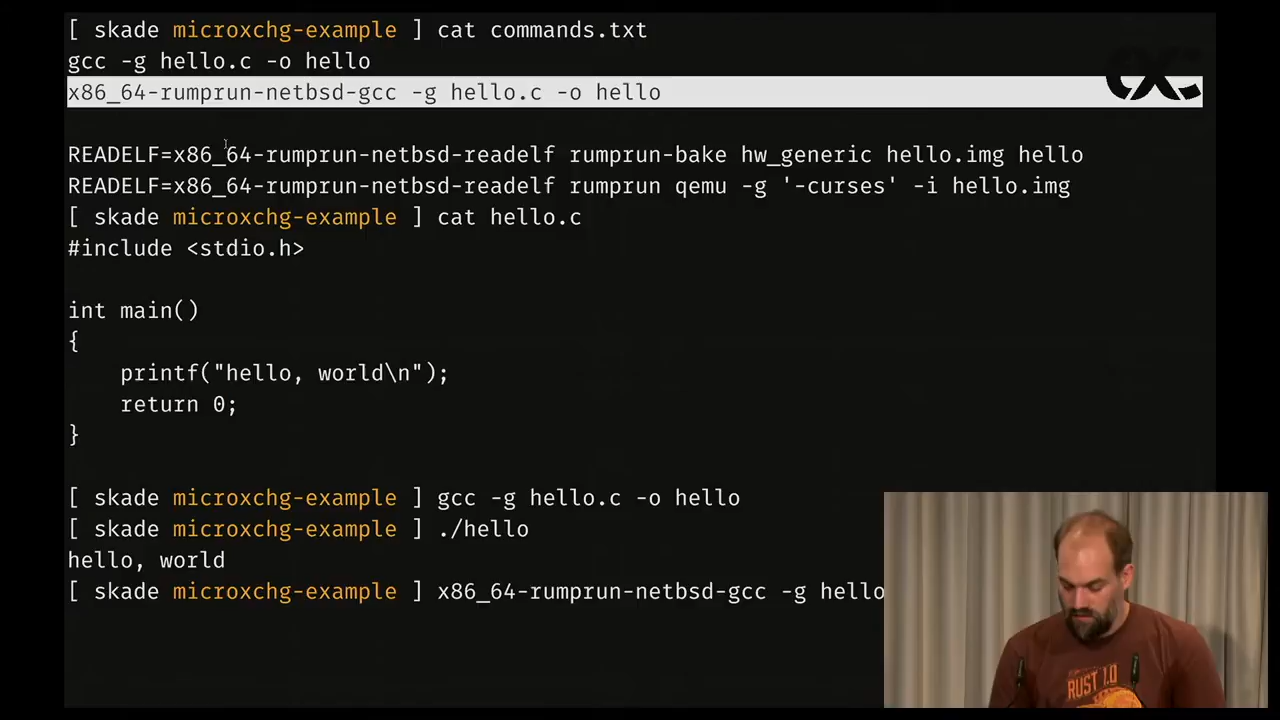 [ skade microxchg-example ] cat commands.txt
gcc -g hello.c -o hello
x86_64-rumprun-netbsd-gcc -g hello.c -o hello
READELF=x86_64-rumprun-netbsd-readelf rumprun-bake hw_generic hello.img hello
READELF=x86_64-rumprun-netbsd-readelf rumprun qemu -g '-curses' -i hello.img
[ skade microxchg-example ] cat hello.c
#include <stdio.h>
int main()
{
    printf("hello, world\n");
    return 0;
}
[ skade microxchg-example ] gcc -g hello.c -o hello
[ skade microxchg-example ] ./hello
hello, world
[ skade microxchg-example ] x86_64-rumprun-netbsd-gcc -g hello
RUST 1.0